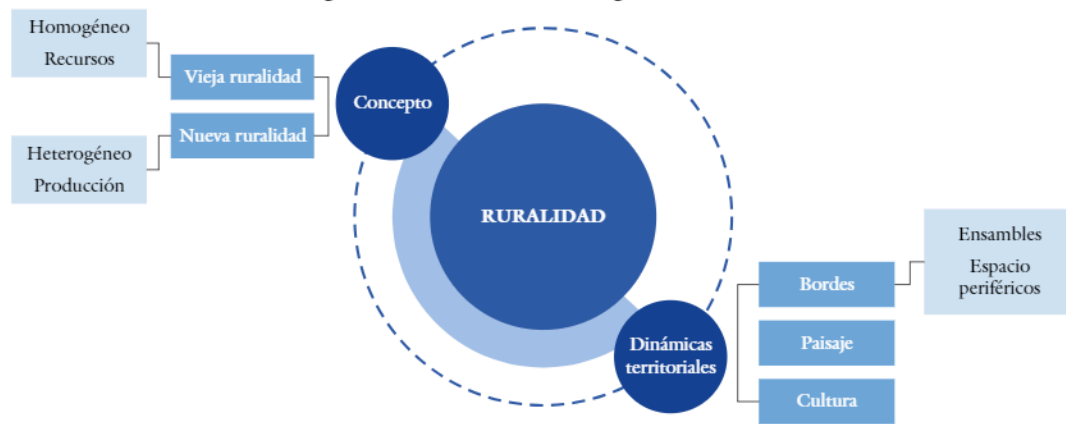 Homogéneo
Recursos
Vieja ruralidad
Nueva ruralidad
Heterogéneo
Producción
Concepto
RURALIDAD
Dinámicas
territoriales
Bordes
Paisaje
Cultura
Ensambles
Espacio
periféricos